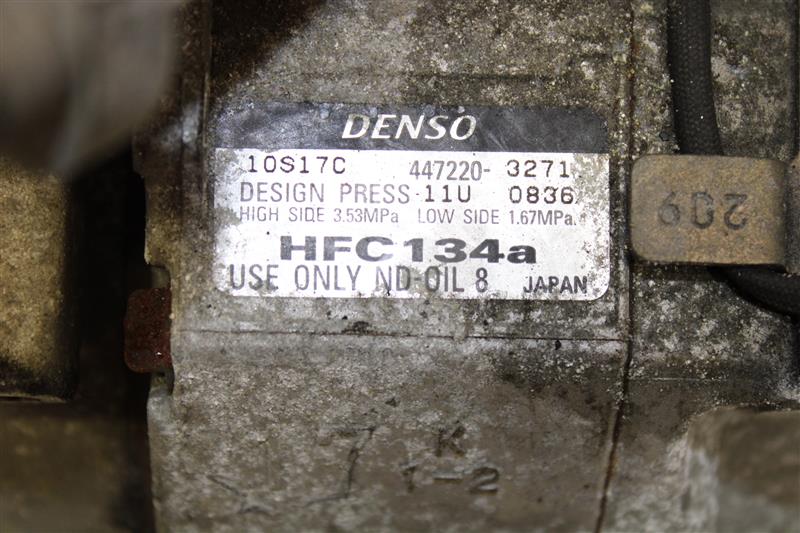 DENSO
10S17C 447220- 3271
DESIGN PRESS 11U 0836
HIGH SIDE 3.53MPa LOW SIDE 1.67MPa.
HFC134a
USE ONLY ND-OIL 8 JAPAN
209
7 K
1-2